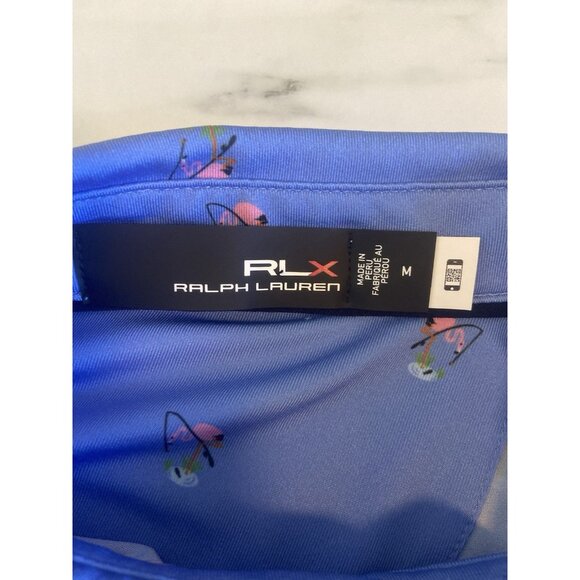 RLX
RALPH LAUREN
MADE IN
PERU
FABRIQUÉ AU
PÉROU
M